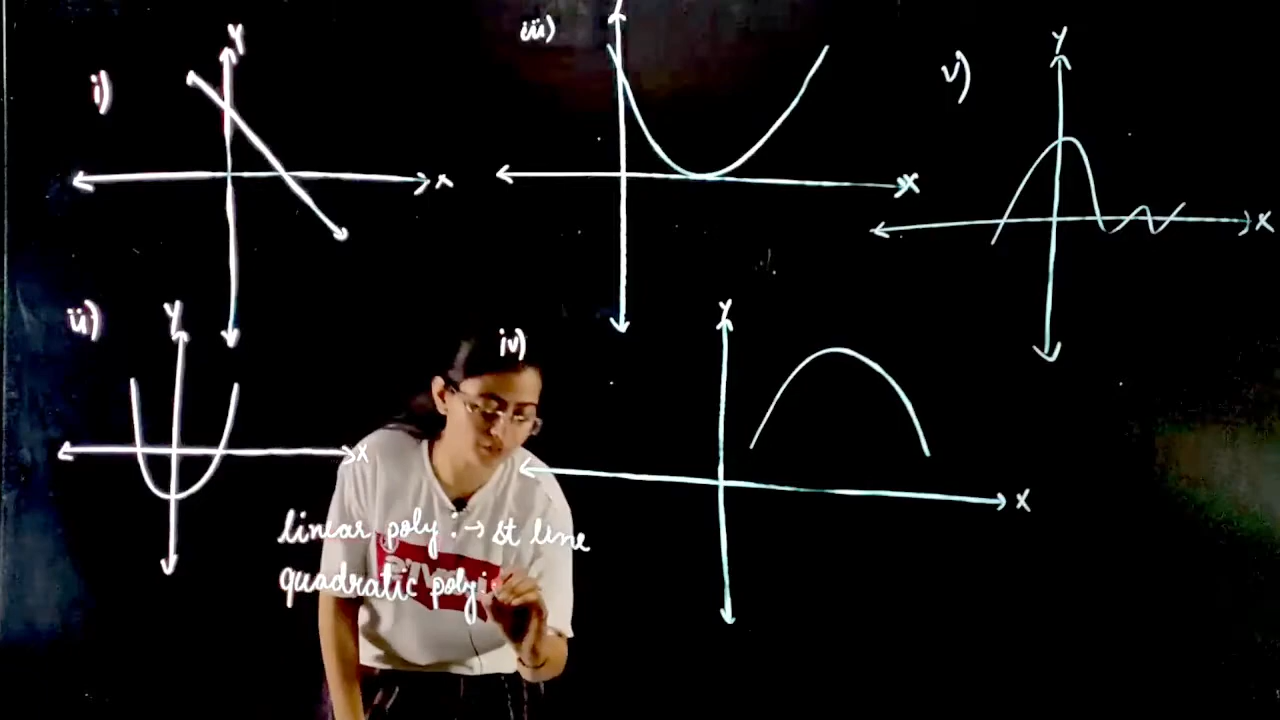 i)
Y
X
iii)
X
v)
Y
X
ii)
Y
X
iv)
Y
X
linear poly : → st line
quadratic poly :